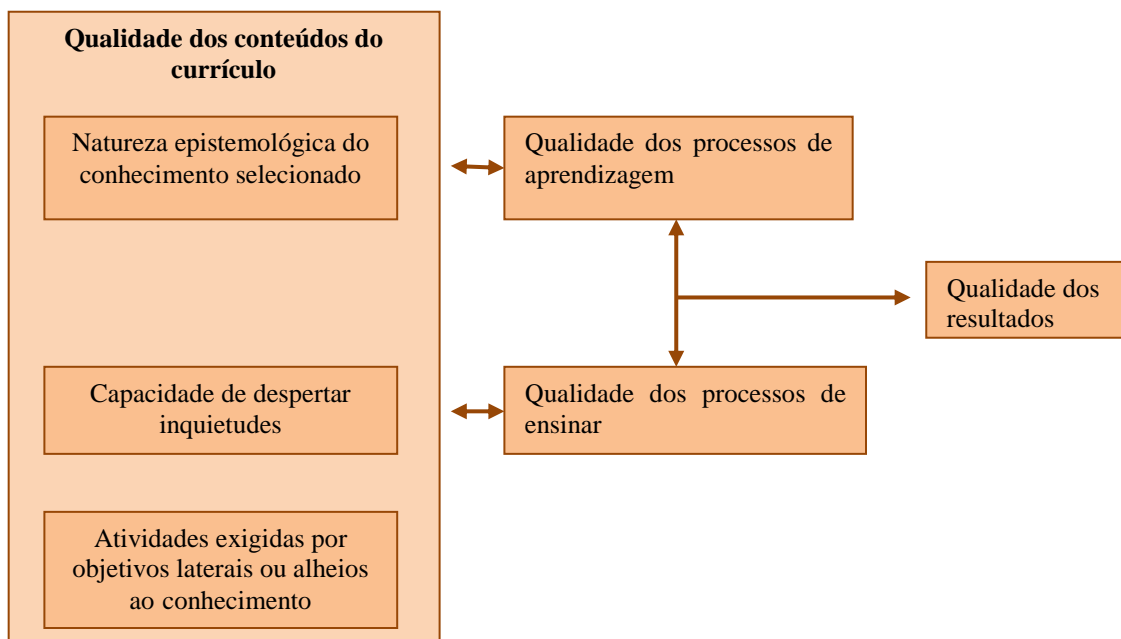 Qualidade dos conteúdos do
currículo
Natureza epistemológica do
conhecimento selecionado
Qualidade dos processos de
aprendizagem
Qualidade dos
resultados
Capacidade de despertar
inquietudes
Qualidade dos processos de
ensinar
Atividades exigidas por
objetivos laterais ou alheios
ao conhecimento